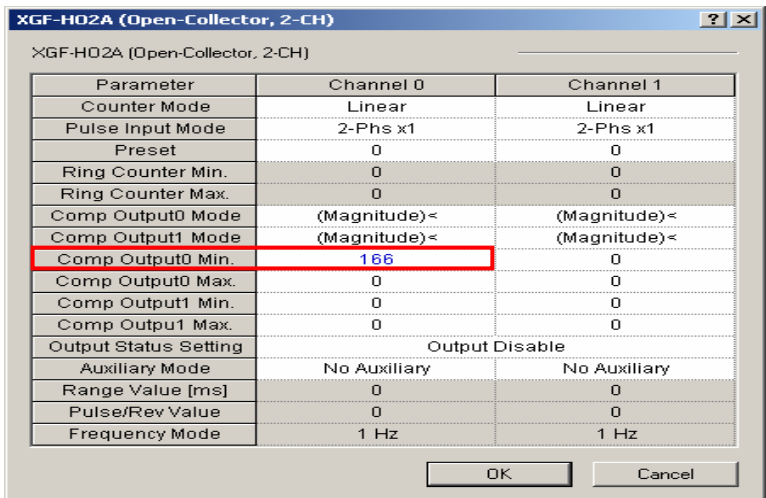 XGF-HO2A (Open-Collector, 2-CH)
XGF-HO2A (Open-Collector, 2-CH)
Parameter Channel 0 Channel 1
Counter Mode Linear Linear
Pulse Input Mode 2-Phs x1 2-Phs x1
Preset 0 0
Ring Counter Min. 0 0
Ring Counter Max. 0 0
Comp Output0 Mode (Magnitude)< (Magnitude)<
Comp Output1 Mode (Magnitude)< (Magnitude)<
Comp Output0 Min. 166 0
Comp Output0 Max. 0 0
Comp Output1 Min. 0 0
Comp Outpu1 Max. 0 0
Output Status Setting Output Disable
Auxiliary Mode No Auxiliary No Auxiliary
Range Value [ms] 0 0
Pulse/Rev Value 0 0
Frequency Mode 1 Hz 1 Hz
OK Cancel